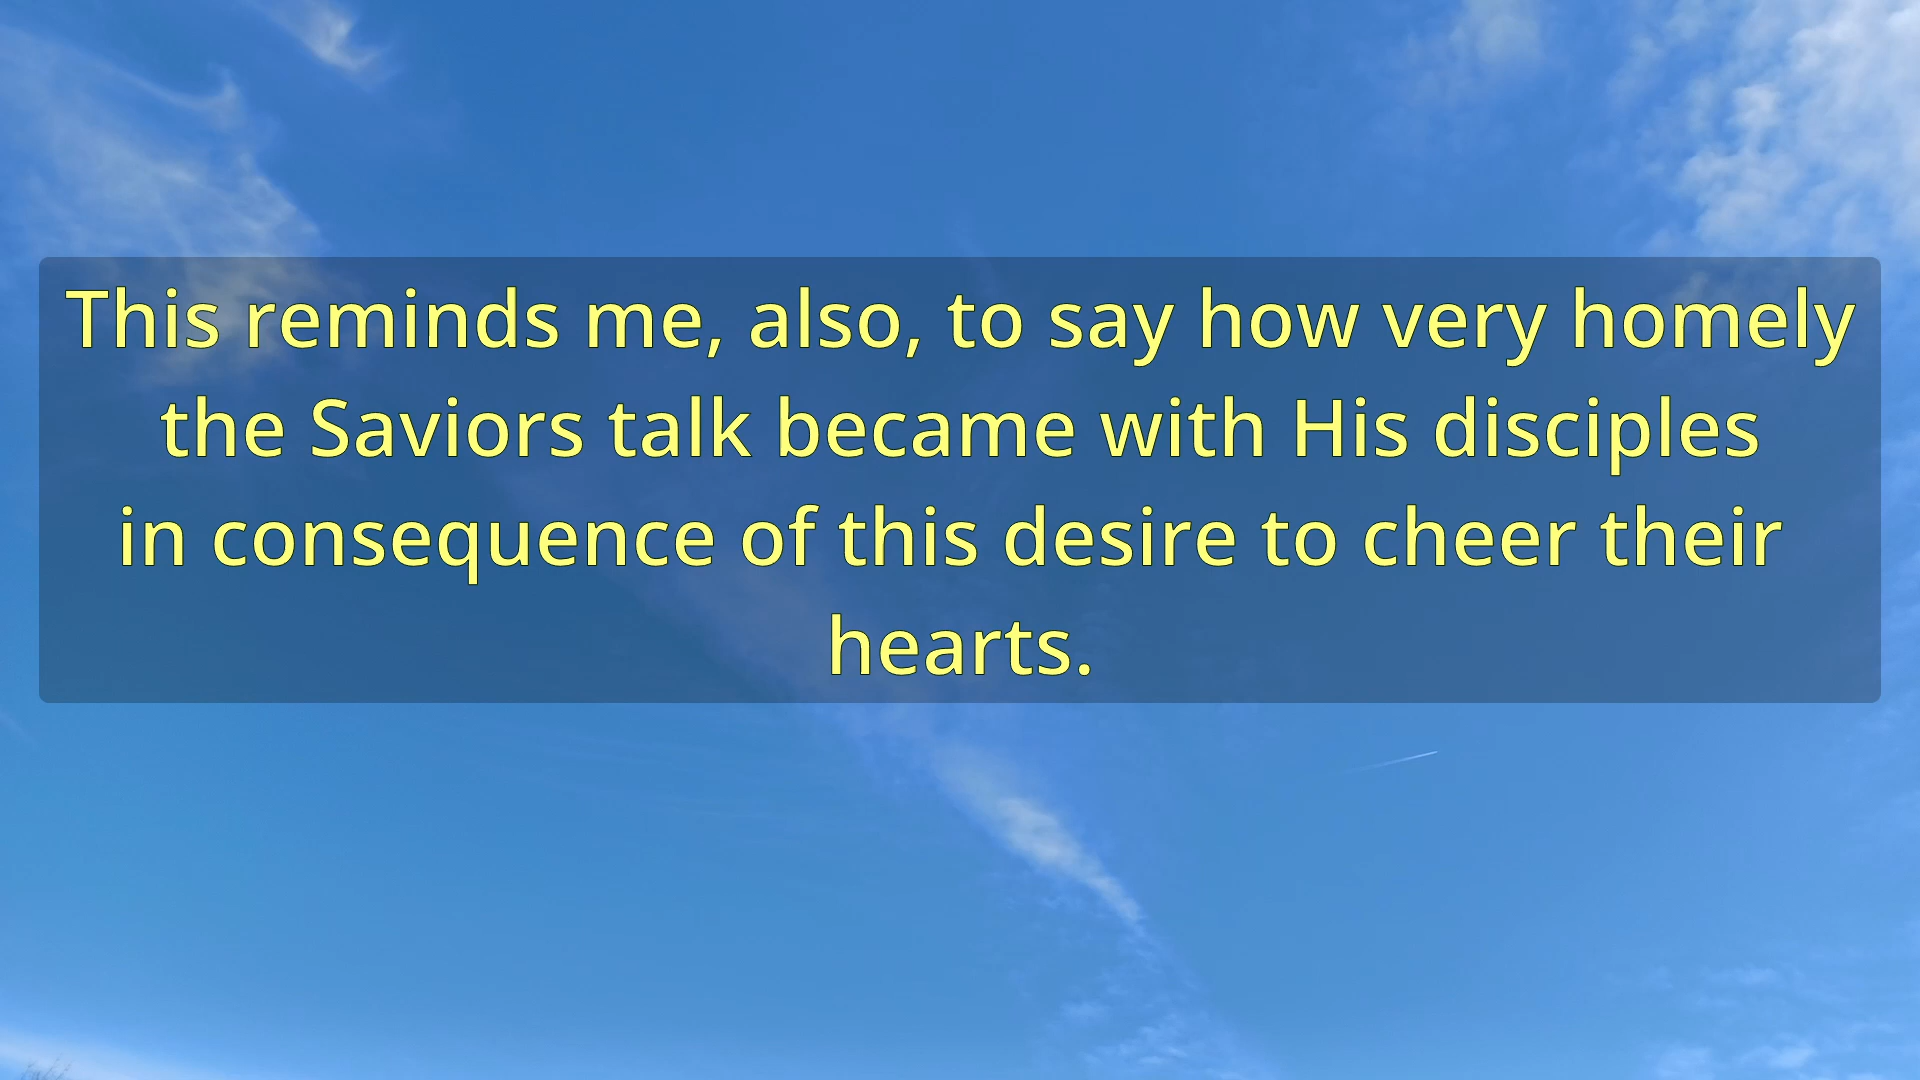 This reminds me, also, to say how very homely
the Saviors talk became with His disciples
in consequence of this desire to cheer their
hearts.